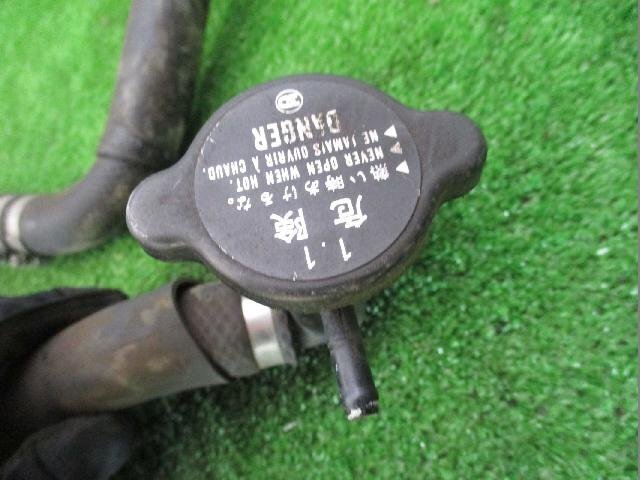 1.1
危険
熱い時あけるな。
NEVER OPEN WHEN HOT.
NE JAMAIS OUVRIR À CHAUD.
DANGER